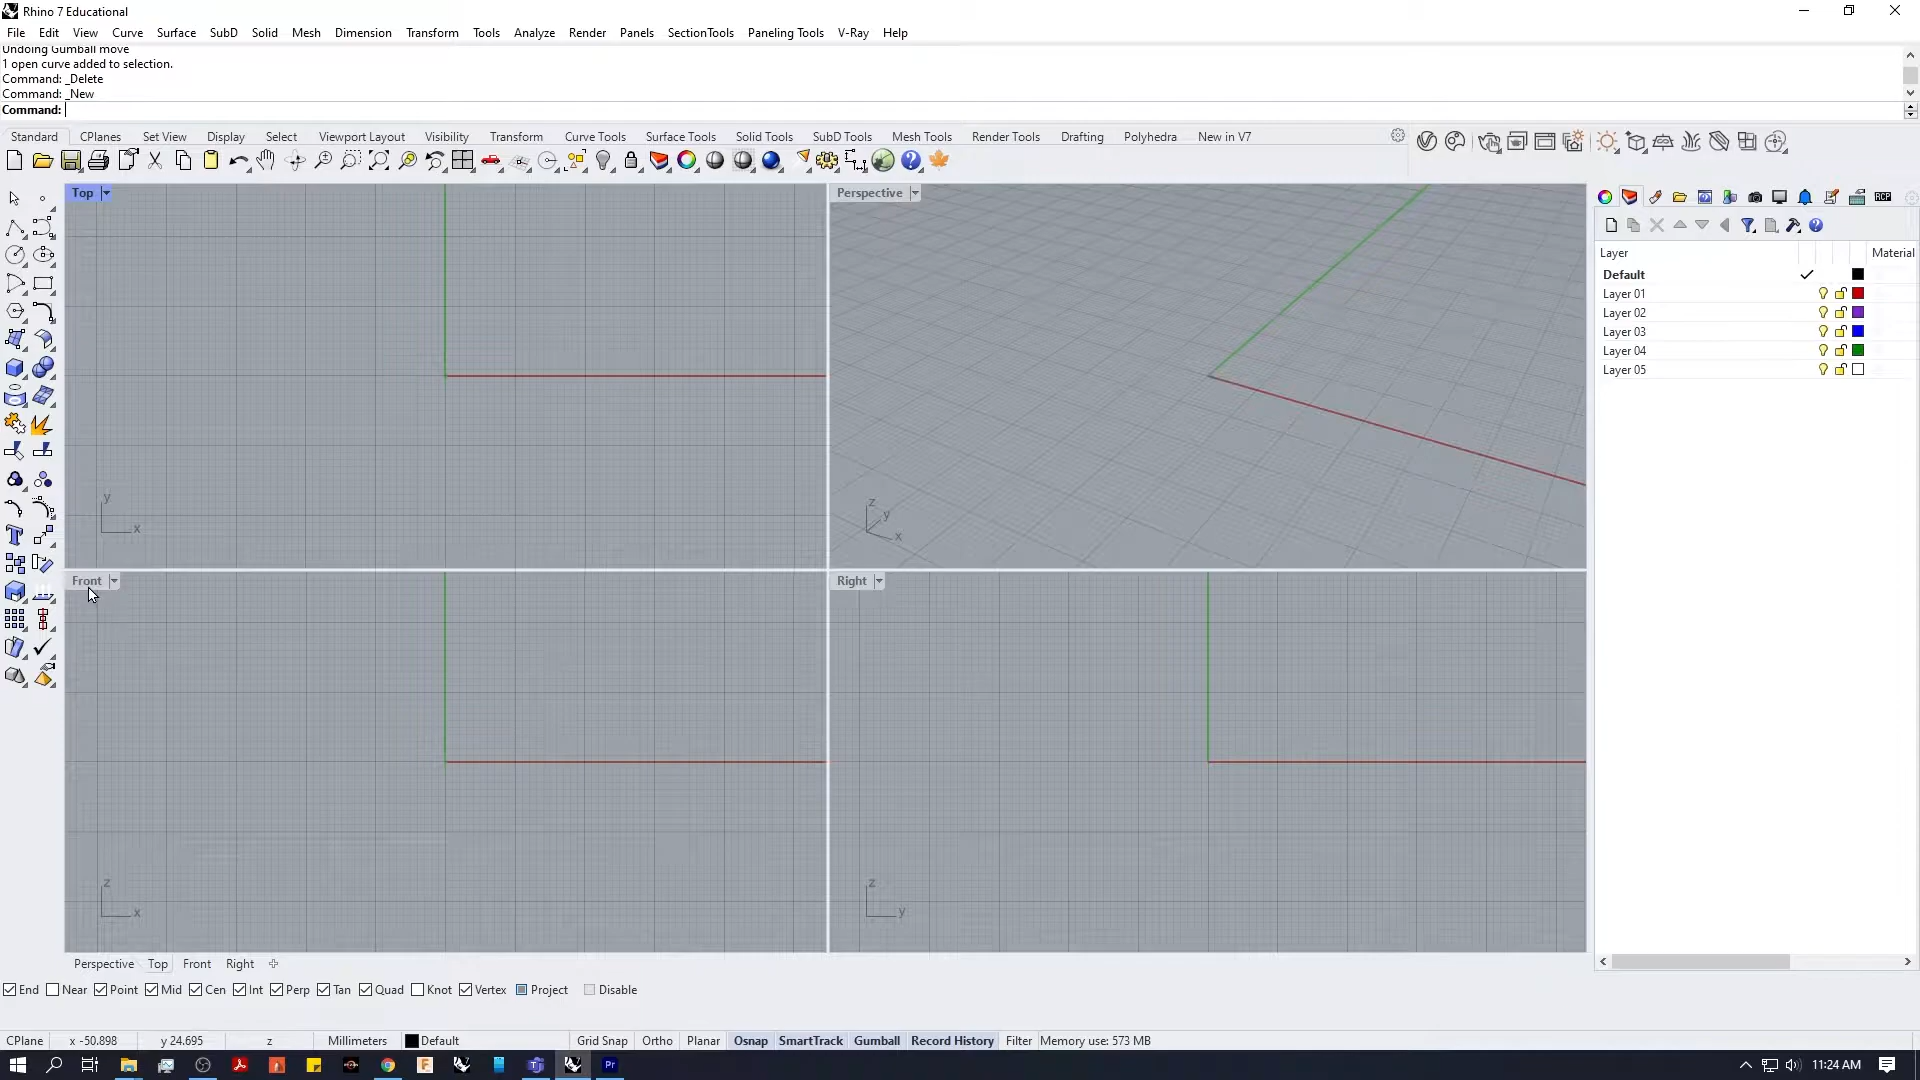 Rhino 7 Educational
File Edit View Curve Surface SubD Solid Mesh Dimension Transform Tools Analyze Render Panels SectionTools Paneling Tools V-Ray Help
Undoing Gumball move
1 open curve added to selection.
Command: _Delete
Command: _New
Command:
Standard CPlanes Set View Display Select Viewport Layout Visibility Transform Curve Tools Surface Tools Solid Tools SubD Tools Mesh Tools Render Tools Drafting Polyhedra New in V7
Top
Perspective
RCP
Layer Material
Default
Layer 01
Layer 02
Layer 03
Layer 04
Layer 05
y
x
z
y
x
Front
Right
z
x
z
y
Perspective Top Front Right
End Near Point Mid Cen Int Perp Tan Quad Knot Vertex Project Disable
CPlane x -50.898 y 24.695 z Millimeters Default Grid Snap Ortho Planar Osnap SmartTrack Gumball Record History Filter Memory use: 573 MB
F Pr 11:24 AM